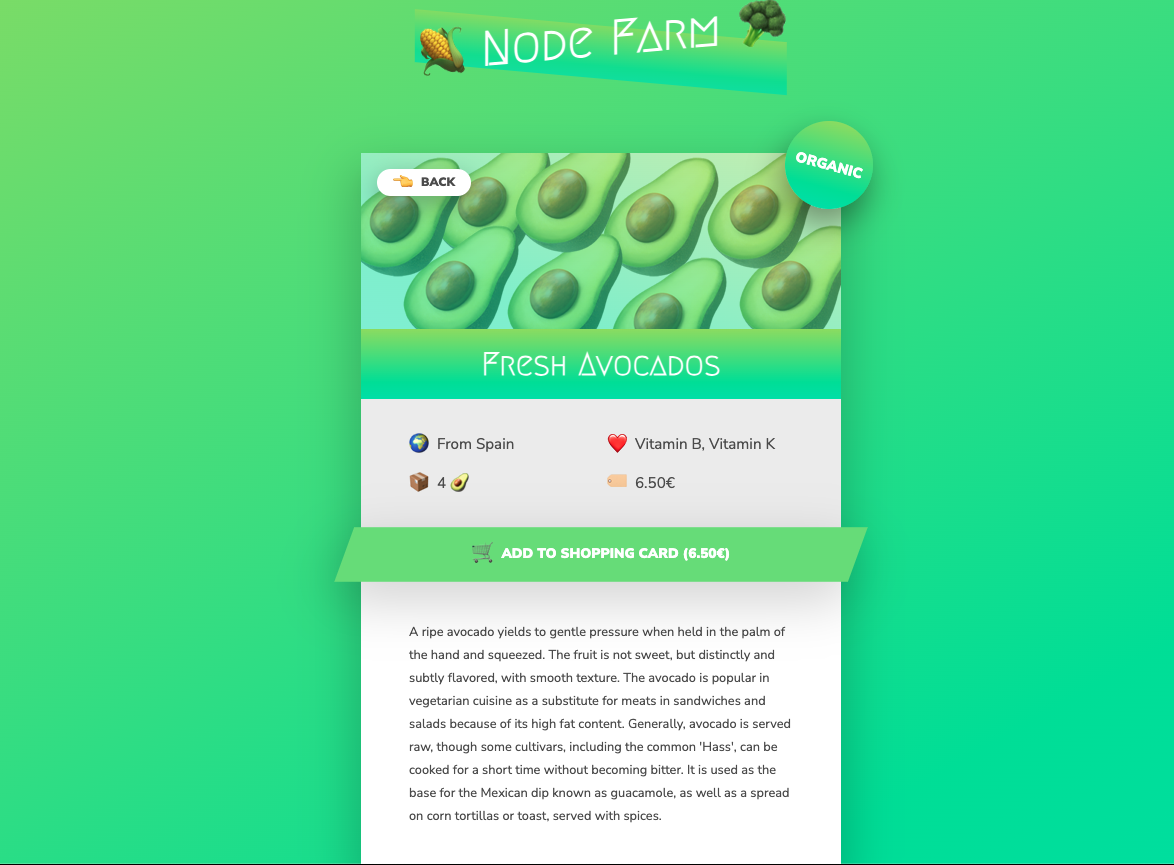 Node Farm
ORGANIC
BACK
Fresh Avocados
From Spain
Vitamin B, Vitamin K
4
6.50€
ADD TO SHOPPING CARD (6.50€)
A ripe avocado yields to gentle pressure when held in the palm of
the hand and squeezed. The fruit is not sweet, but distinctly and
subtly flavored, with smooth texture. The avocado is popular in
vegetarian cuisine as a substitute for meats in sandwiches and
salads because of its high fat content. Generally, avocado is served
raw, though some cultivars, including the common 'Hass', can be
cooked for a short time without becoming bitter. It is used as the
base for the Mexican dip known as guacamole, as well as a spread
on corn tortillas or toast, served with spices.